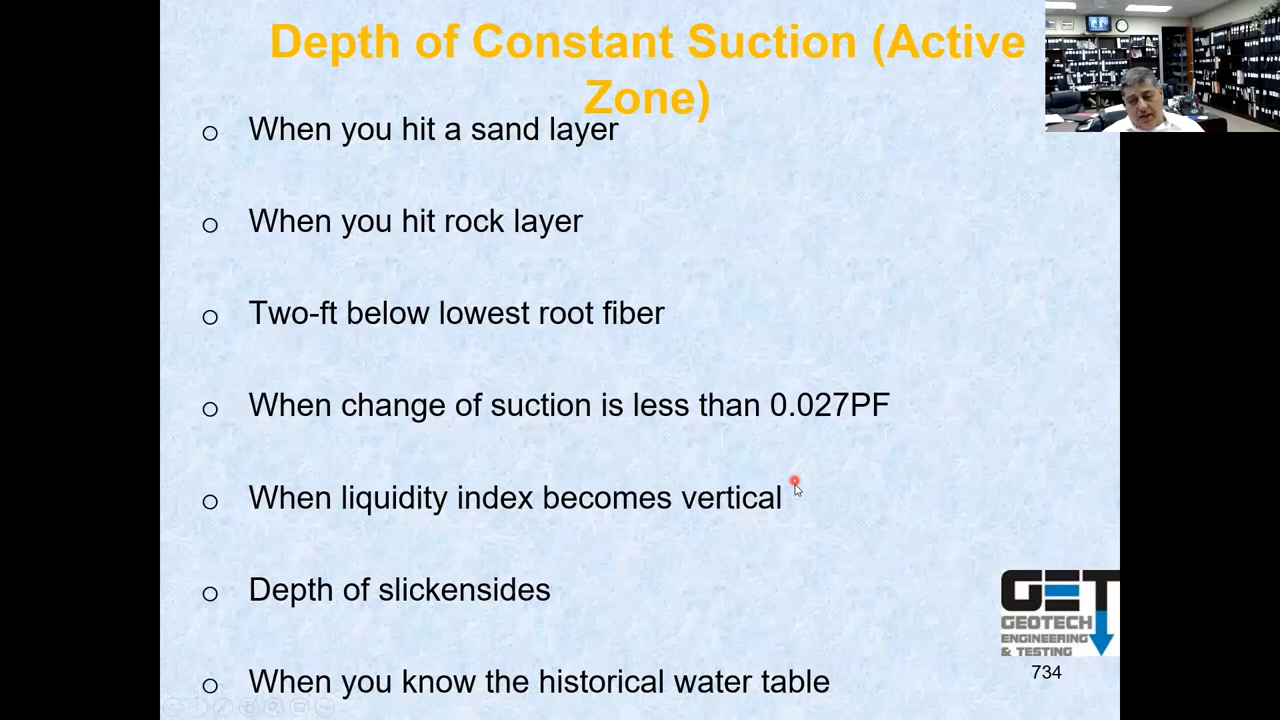 Depth of Constant Suction (Active
Zone)
o When you hit a sand layer
o When you hit rock layer
o Two-ft below lowest root fiber
o When change of suction is less than 0.027PF
o When liquidity index becomes vertical
o Depth of slickensides
o When you know the historical water table
GET
GEOTECH
ENGINEERING
& TESTING
734